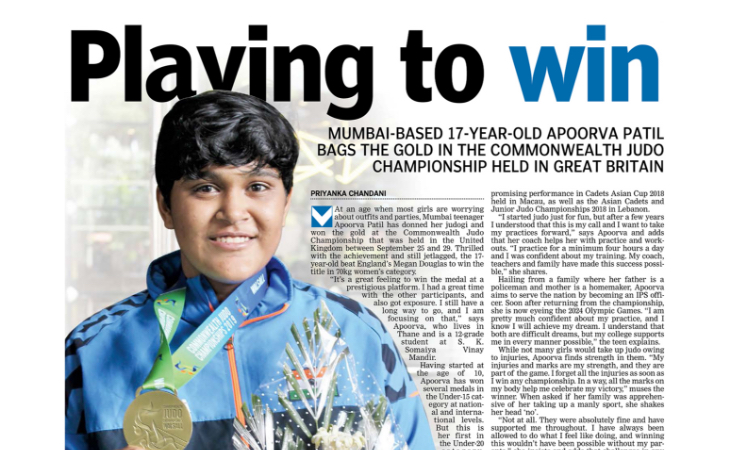 Playing to win
MUMBAI-BASED 17-YEAR-OLD APOORVA PATIL
BAGS THE GOLD IN THE COMMONWEALTH JUDO
CHAMPIONSHIP HELD IN GREAT BRITAIN
PRIYANKA CHANDANI
At an age when most girls are worrying
about outfits and parties, Mumbai teenager
Apoorva Patil has donned her judogi and
won the gold at the Commonwealth Judo
Championship that was held in the United
Kingdom between September 25 and 29. Thrilled
with the achievement and still jetlagged, the 17-
year-old beat England's Megan Douglas to win the
title in 70kg women's category.
"It's great feeling to win the medal at a
prestigious platform. I had a great time
with the other participants, and
also got exposure. I still have a
long way to go, and I am
focusing on that," says
Apoorva, who lives in
Thane and is a 12-grade
student at S. K.
Somaiya Vinay
Mandir.
Having started at
the age of 10,
Apoorva has won
several medals in
the Under-15 cat-
egory at nation-
al and interna-
tional levels.
But this is
her first in
the Under-20
promising performance in Cadets Asian Cup 2018
held in Macau, as well as the Asian Cadets and
Junior Judo Championships 2018 in Lebanon.
"I started judo just for fun, but after a few years
I understood that this is my call and I want to take
my practices forward," says Apoorva and adds
that her coach helps her with practice and work-
outs. "I practice for a minimum four hours a day
and I was confident about my training. My coach,
teachers and family have made this success possi-
ble," she shares.
Hailing from a family where her father is a
policeman and mother is a homemaker, Apoorva
aims to serve the nation by becoming an IPS offi-
cer. Soon after returning from the championship,
she is now eyeing the 2024 Olympic Games. "I am
pretty much confident about my practice, and I
know I will achieve my dream. I understand that
both are difficult dreams, but my college supports
me in every manner possible," the teen explains.
While not many girls would take up judo owing
to injuries, Apoorva finds strength in them. "My
injuries and marks are my strength, and they are
part of the game. I forget all the injuries as soon as
I win any championship. In a way, all the marks on
my body help me celebrate my victory," muses the
winner. When asked if her family was apprehen-
sive of her taking up a manly sport, she shakes
her head 'no'.
"Not at all. They were absolutely fine and have
supported me throughout. I have always been
allowed to do what I feel like doing, and winning
this wouldn't have been possible without my par-
JUDO